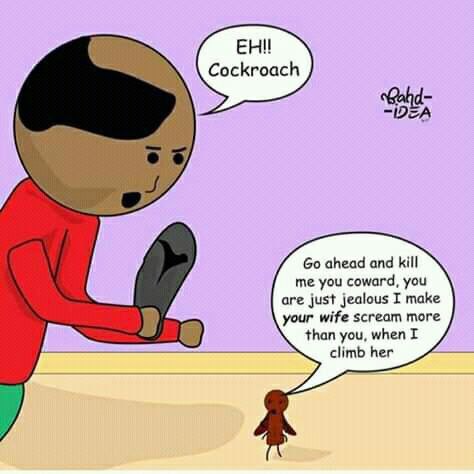 EH!!
Cockroach
Bahd-
-iDEA
Go ahead and kill
me you coward, you
are just jealous I make
your wife scream more
than you, when I
climb her